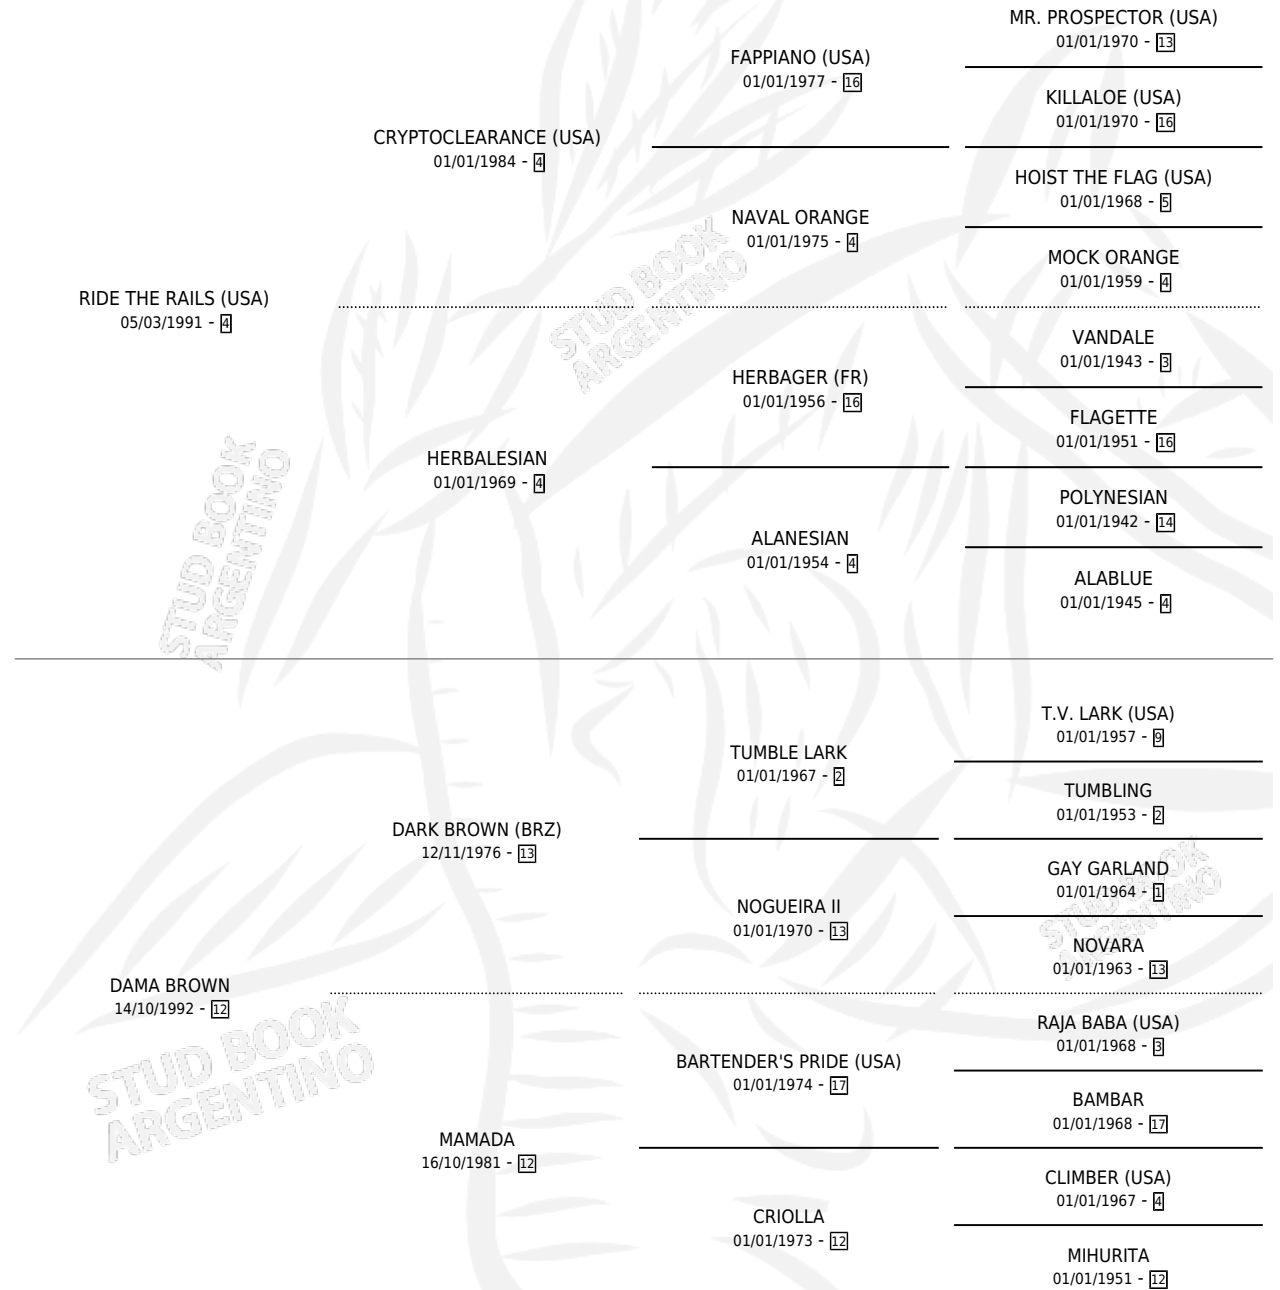 MR. PROSPECTOR (USA)
01/01/1970 - 13
FAPPIANO (USA)
01/01/1977 - 16
KILLALOE (USA)
01/01/1970 - 16
CRYPTOCLEARANCE (USA)
01/01/1984 - 4
HOIST THE FLAG (USA)
01/01/1968 - 5
NAVAL ORANGE
01/01/1975 - 4
MOCK ORANGE
01/01/1959 - 4
RIDE THE RAILS (USA)
05/03/1991 - 4
VANDALE
01/01/1943 - 3
HERBAGER (FR)
01/01/1956 - 16
FLAGETTE
01/01/1951 - 16
HERBALESIAN
01/01/1969 - 4
POLYNESIAN
01/01/1942 - 14
ALANESIAN
01/01/1954 - 4
ALABLUE
01/01/1945 - 4
T.V. LARK (USA)
01/01/1957 - 9
TUMBLE LARK
01/01/1967 - 2
TUMBLING
01/01/1953 - 2
DARK BROWN (BRZ)
12/11/1976 - 13
GAY GARLAND
01/01/1964 - 1
NOGUEIRA II
01/01/1970 - 13
NOVARA
01/01/1963 - 13
DAMA BROWN
14/10/1992 - 12
RAJA BABA (USA)
01/01/1968 - 3
BARTENDER'S PRIDE (USA)
01/01/1974 - 17
BAMBAR
01/01/1968 - 17
MAMADA
16/10/1981 - 12
CLIMBER (USA)
01/01/1967 - 4
CRIOLLA
01/01/1973 - 12
MIHURITA
01/01/1951 - 12
STUD BOOK
ARGENTINO
STUD BOOK
ARGENTINO
STUD BOOK
ARGENTINO
STUD BOOK
ARGENTINO